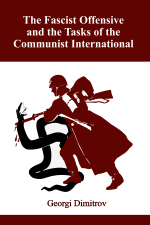 The Fascist Offensive
and the Tasks of the
Communist International
Georgi Dimitrov